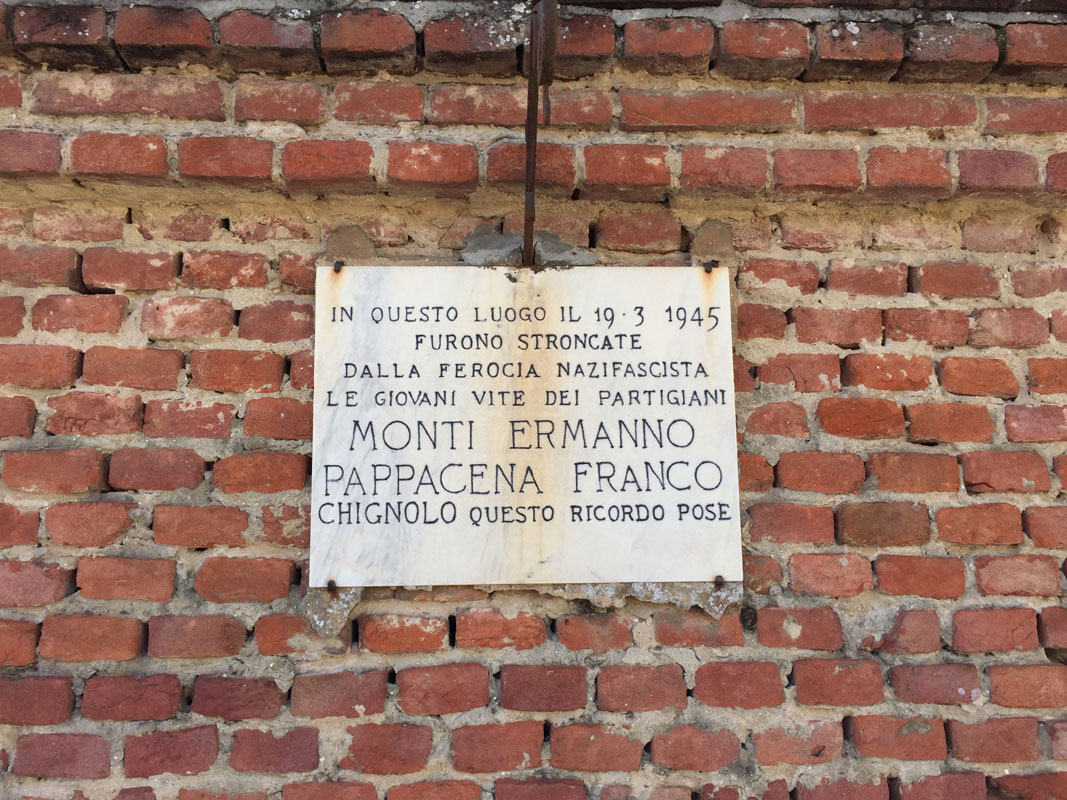 IN QUESTO LUOGO IL 19·3 1945
FURONO STRONCATE
DALLA FEROCIA NAZIFASCISTA
LE GIOVANI VITE DEI PARTIGIANI
MONTI ERMANNO
PAPPACENA FRANCO
CHIGNOLO QUESTO RICORDO POSE